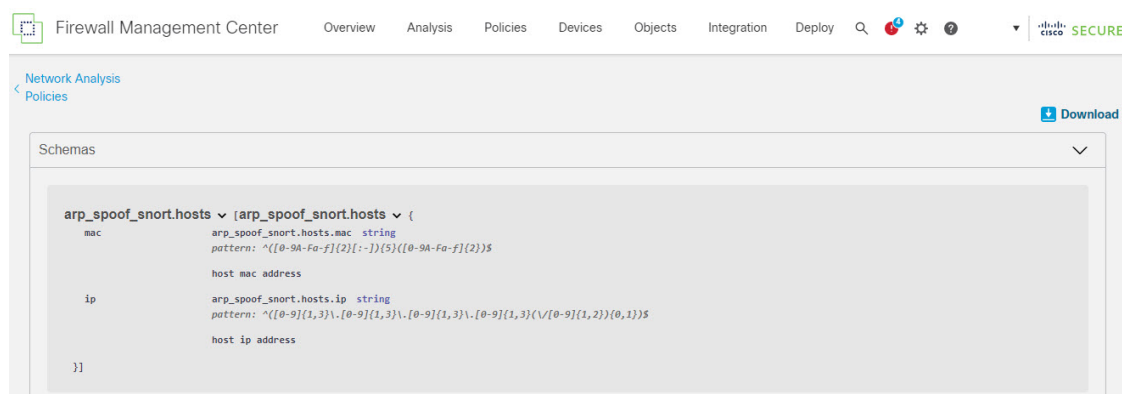 Firewall Management Center Overview Analysis Policies Devices Objects Integration Deploy 4 cisco SECURE
Network Analysis
Policies
Download
Schemas
arp_spoof_snort.hosts [arp_spoof_snort.hosts {
mac arp_spoof_snort.hosts.mac string
pattern: ^([0-9A-Fa-f]{2}[:-]){5}([0-9A-Fa-f]{2})$
host mac address
ip arp_spoof_snort.hosts.ip string
pattern: ^([0-9]{1,3}\.[0-9]{1,3}\.[0-9]{1,3}\.[0-9]{1,3}(\/[0-9]{1,2}){0,1})$
host ip address
}]